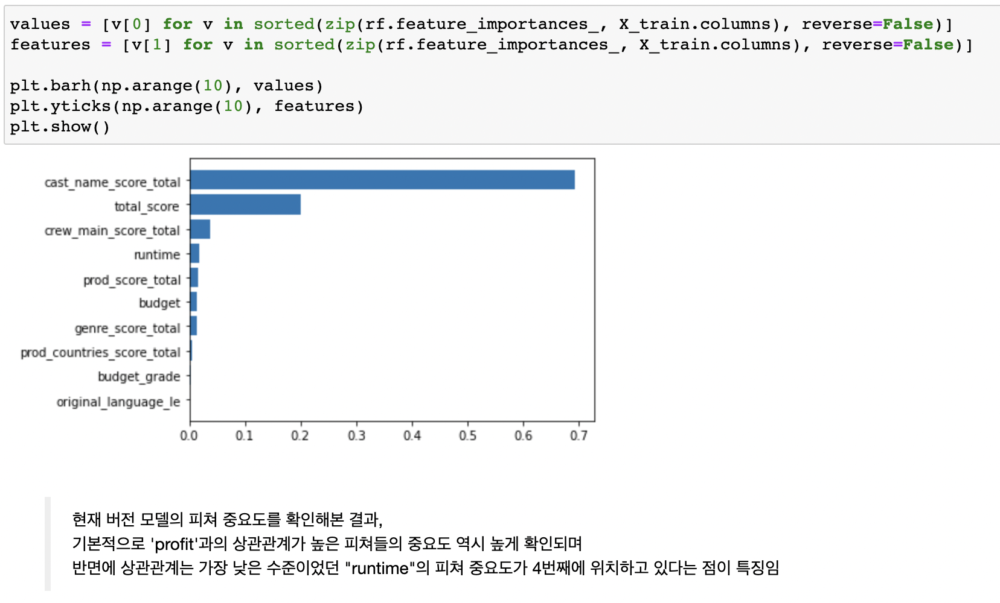 values = [v[0] for v in sorted(zip(rf.feature_importances_, X_train.columns), reverse=False)]
features = [v[1] for v in sorted(zip(rf.feature_importances_, X_train.columns), reverse=False)]
plt.barh(np.arange(10), values)
plt.yticks(np.arange(10), features)
plt.show()
cast_name_score_total
total_score
crew_main_score_total
runtime
prod_score_total
budget
genre_score_total
prod_countries_score_total
budget_grade
original_language_le
0.0 0.1 0.2 0.3 0.4 0.5 0.6 0.7
현재 버전 모델의 피쳐 중요도를 확인해본 결과,
기본적으로 'profit'과의 상관관계가 높은 피쳐들의 중요도 역시 높게 확인되며
반면에 상관관계는 가장 낮은 수준이었던 "runtime"의 피쳐 중요도가 4번째에 위치하고 있다는 점이 특징임